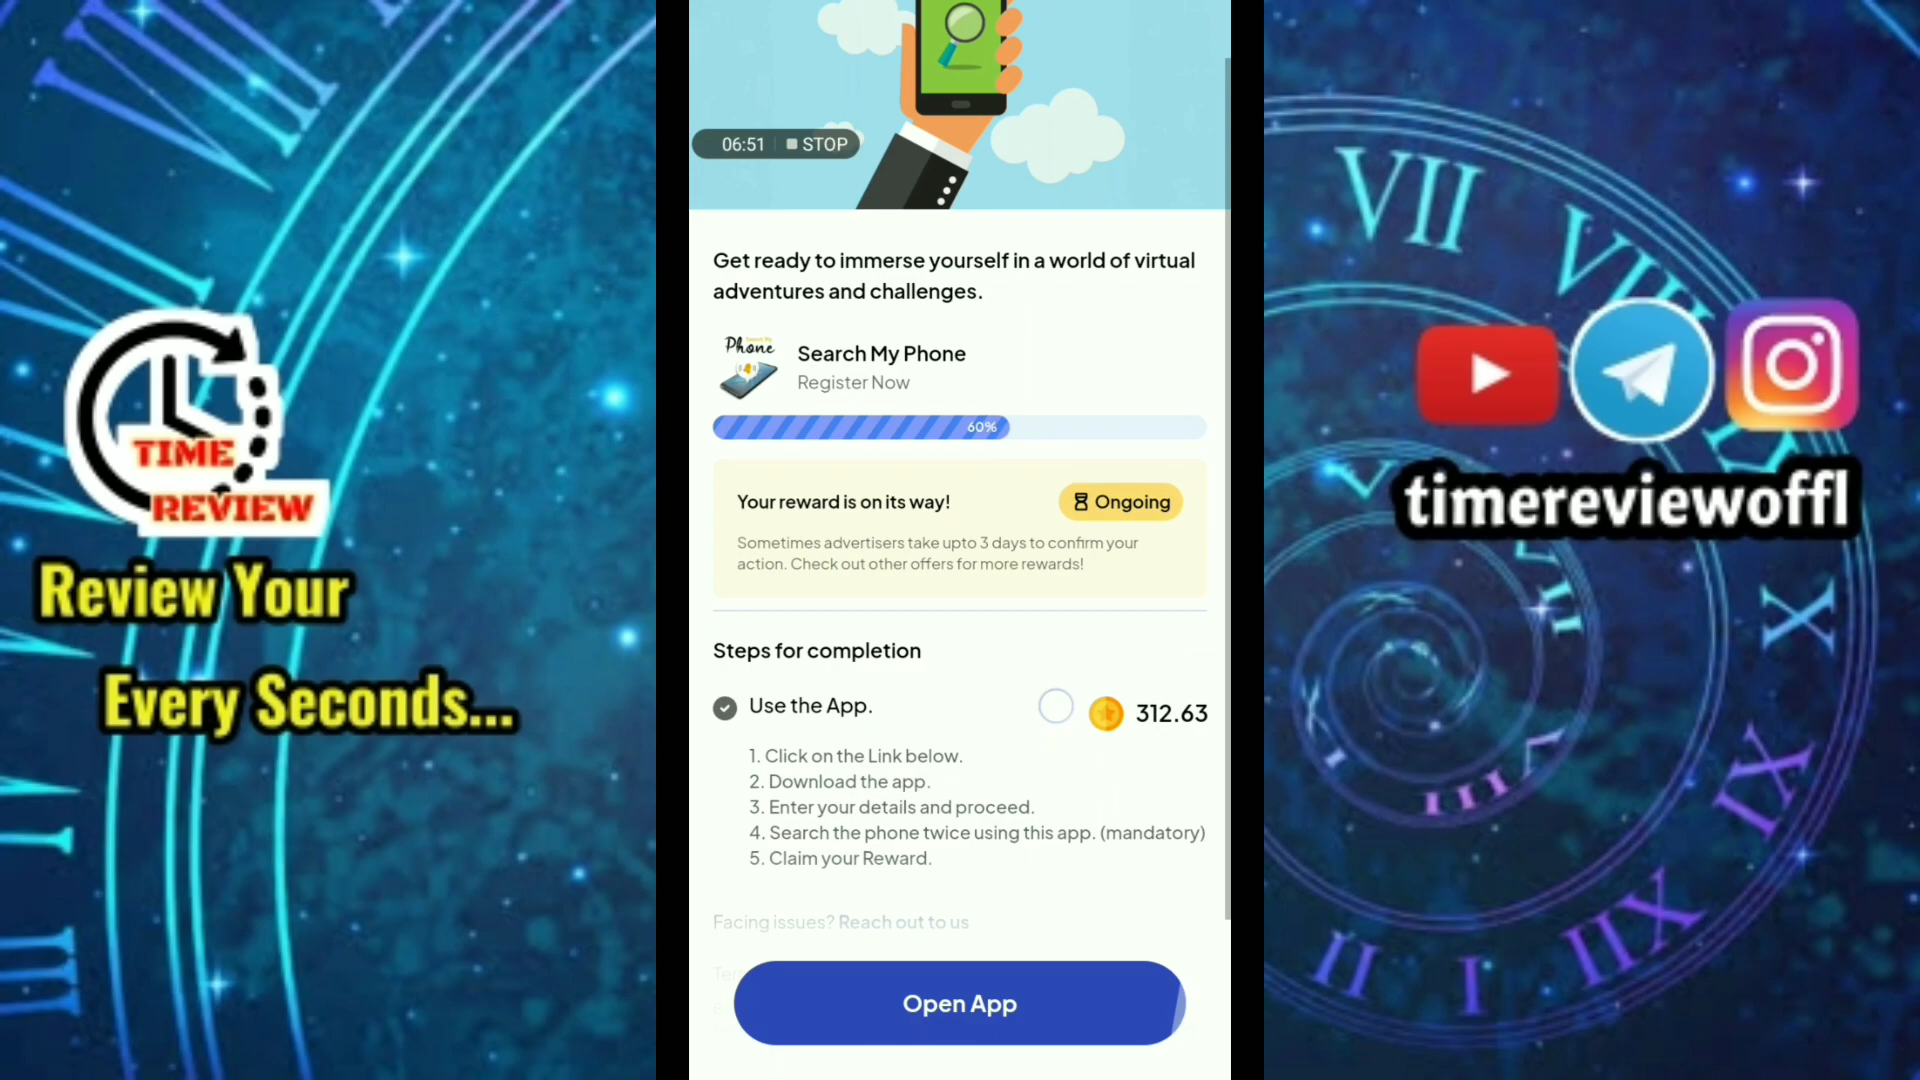 TIME
REVIEW
Review Your
Every Seconds...
06:51 STOP
Get ready to immerse yourself in a world of virtual
adventures and challenges.
Phone
Search My Phone
Register Now
60%
Your reward is on its way!
Ongoing
Sometimes advertisers take upto 3 days to confirm your
action. Check out other offers for more rewards!
Steps for completion
Use the App.
312.63
1. Click on the Link below.
2. Download the app.
3. Enter your details and proceed.
4. Search the phone twice using this app. (mandatory)
5. Claim your Reward.
Facing issues? Reach out to us
Open App
VII
VIII
X
XI
XII
I
II
timereviewoffl